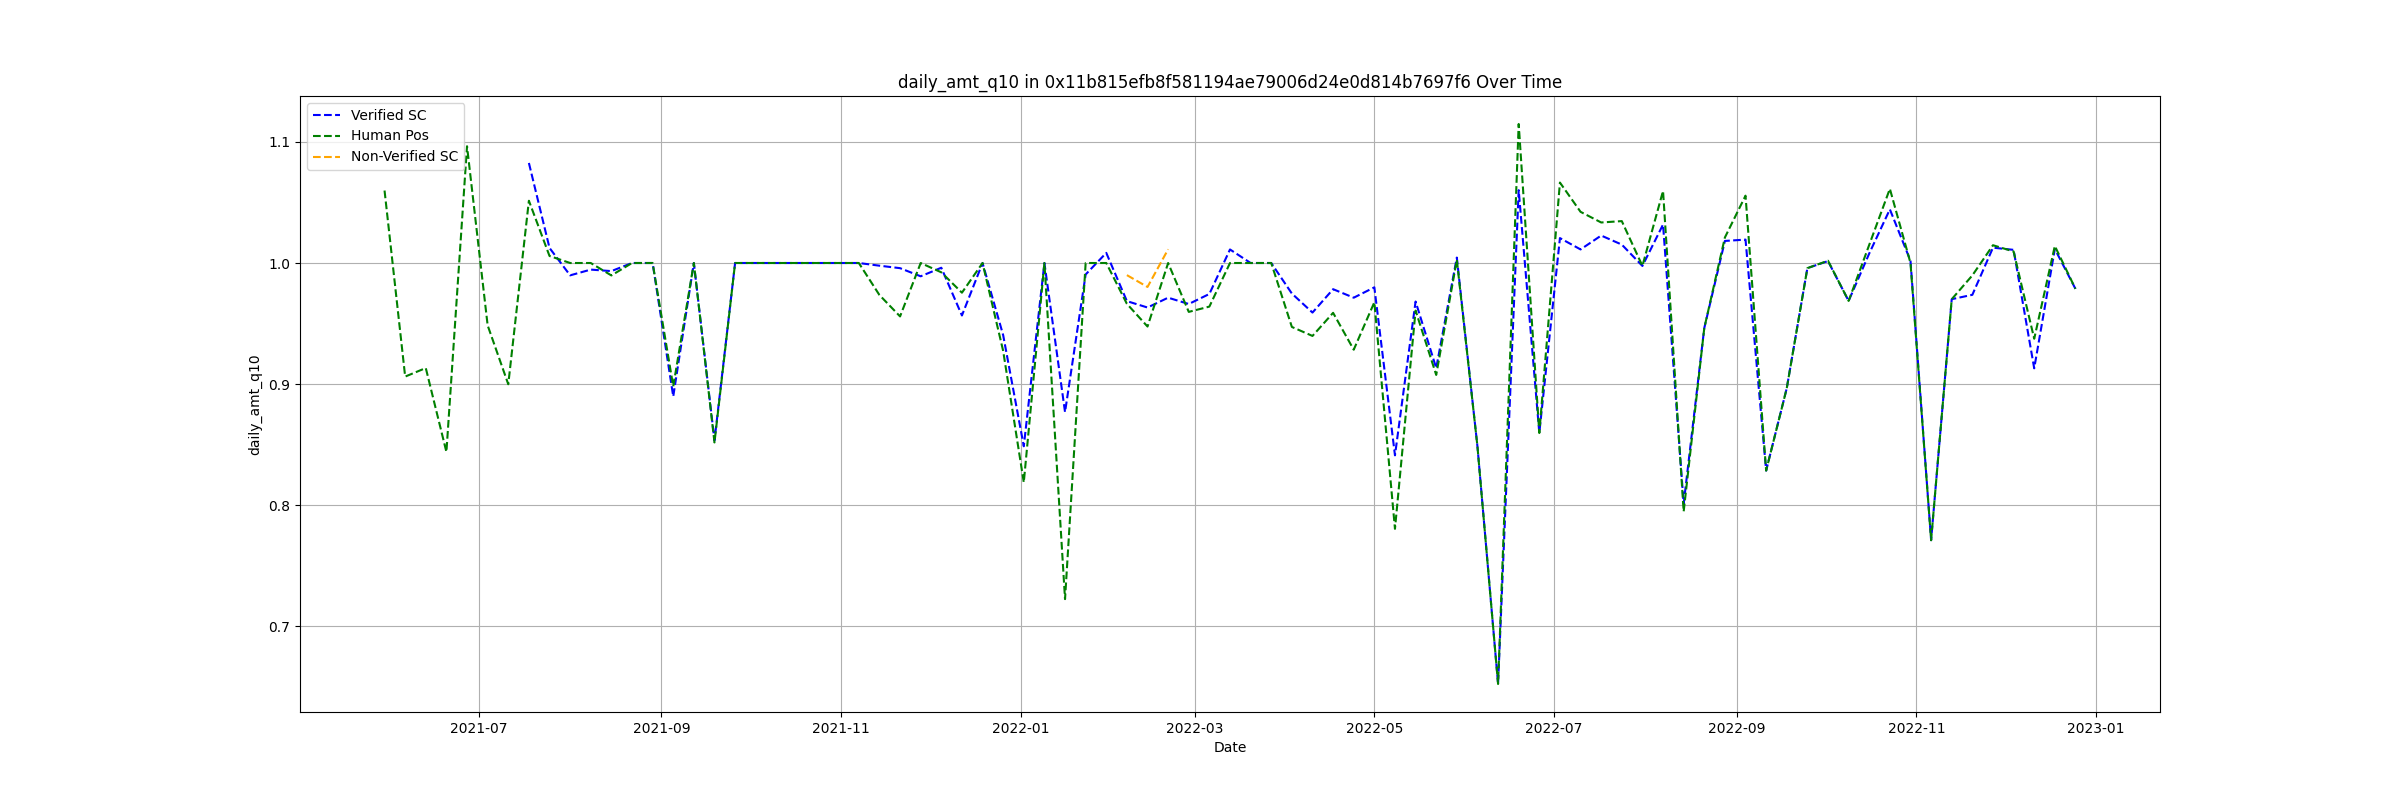 daily_amt_q10 in 0x11b815efb8f581194ae79006d24e0d814b7697f6 Over Time
Verified SC
Human Pos
Non-Verified SC
daily_amt_q10
1.1
1.0
0.9
0.8
0.7
2021-07
2021-09
2021-11
2022-01
2022-03
2022-05
2022-07
2022-09
2022-11
2023-01
Date